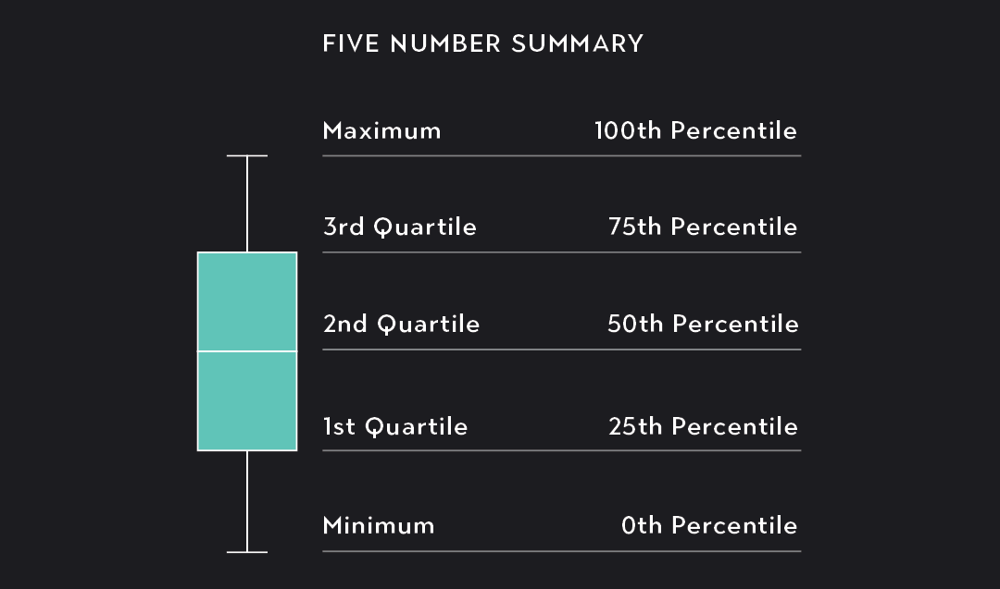 FIVE NUMBER SUMMARY
Maximum 100th Percentile
3rd Quartile 75th Percentile
2nd Quartile 50th Percentile
1st Quartile 25th Percentile
Minimum 0th Percentile